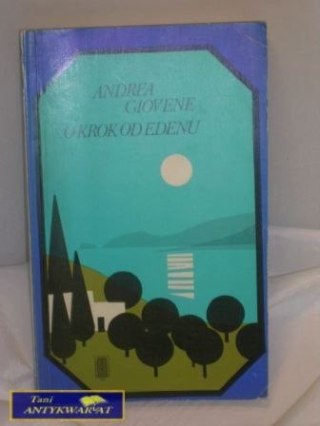 ANDREA
GIOVENE
O KROK OD EDENU
Tani
ANTYKWARIAT